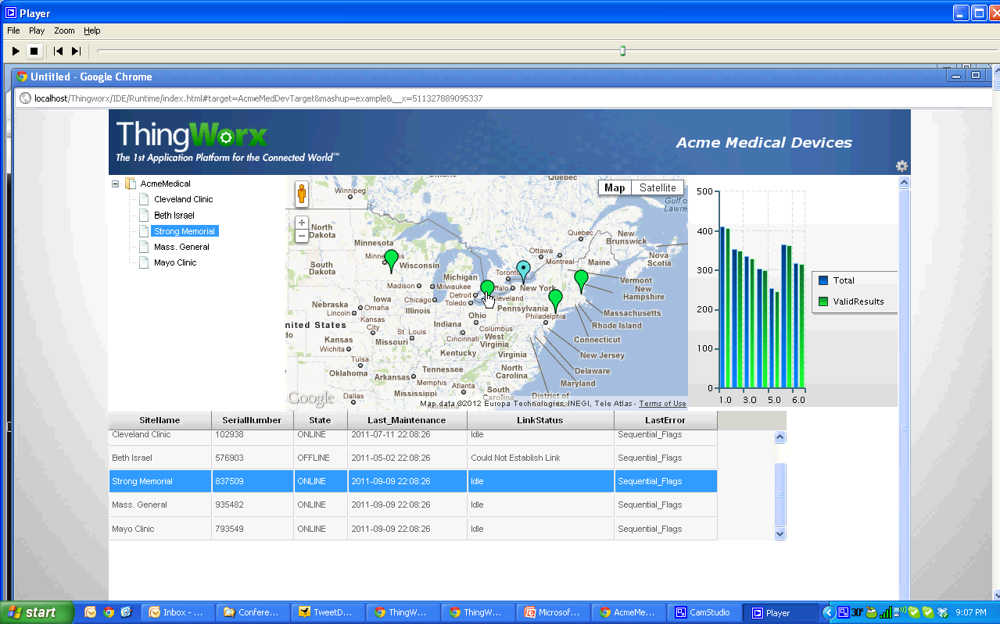 Player
File Play Zoom Help
Untitled - Google Chrome
localhost/Thingworx/IDE/Runtime/index.html#target=AcmeMedDevTarget&mashup=example&__x=511327889095337
ThingWorx
The 1st Application Platform for the Connected World™
Acme Medical Devices
AcmeMedical
Cleveland Clinic
Beth Israel
Strong Memorial
Mass. General
Mayo Clinic
Map Satellite
Winnipeg
Ontario
Quebec
Gulf of
Lawre
North
Dakota
Minnesota
Quebec
New
Brunswick
Ottawa
Montreal
Maine
Nova
Scotia
South
Dakota
Wisconsin
Michigan
Toronto
Vermont
New
Hampshire
Madison
Milwaukee
New York
Nebraska
Iowa
Chicago
Detroit
Toledo
Cleveland
Massachusetts
Omaha
Lincoln
Illinois
Ohio
Pennsylvania
Philadelphia
Rhode Island
nited States
Kansas
City
Indiana
Columbus
Connecticut
Kansas
St Louis
Missouri
Cincinnati
West
Virginia
New Jersey
Wichita
Kentucky
Virginia
Delaware
Tulsa
Tennessee
North
Carolina
Maryland
Oklahoma
Arkansas
Memphis
South
Carolina
District of
Columbia
Mississippi
Atlanta
Dallas
Alabama
Google
Map data ©2012 Europa Technologies, INEGI, Tele Atlas - Terms of Use
500
400
300
200
100
0
1.0 3.0 5.0 6.0
Total
ValidResults
SiteName SerialNumber State Last_Maintenance LinkStatus LastError
Cleveland Clinic 102938 ONLINE 2011-07-11 22:08:26 Idle Sequential_Flags
Beth Israel 576903 OFFLINE 2011-05-02 22:08:26 Could Not Establish Link Sequential_Flags
Strong Memorial 837509 ONLINE 2011-09-09 22:08:26 Idle Sequential_Flags
Mass. General 935482 ONLINE 2011-09-09 22:08:26 Idle Sequential_Flags
Mayo Clinic 793549 ONLINE 2011-09-09 22:08:26 Idle Sequential_Flags
start Inbox - ... Conferе... TweetD... ThingW... ThingW... Microsof... AcmeMe... CamStudio Player 30° 9:07 PM